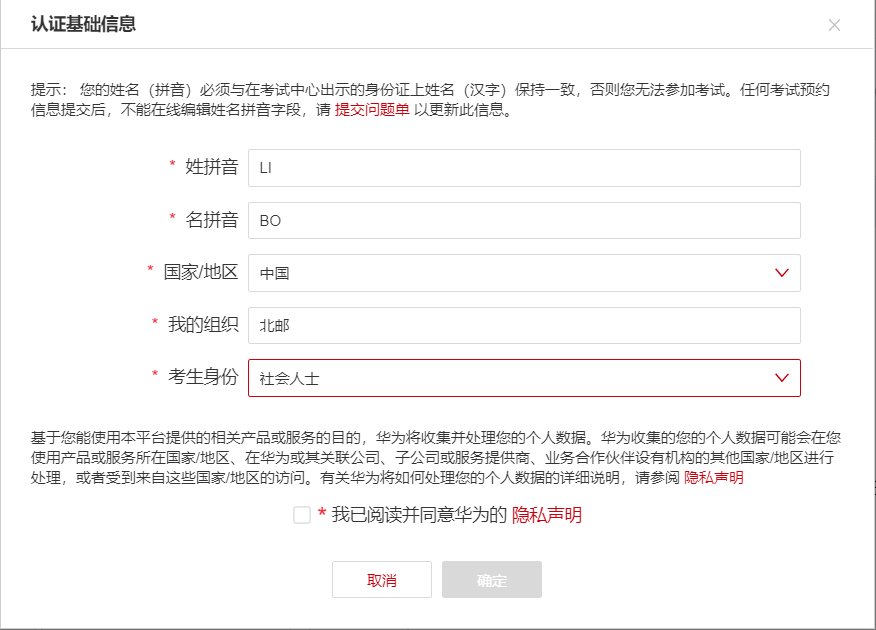 认证基础信息
提示： 您的姓名（拼音）必须与在考试中心出示的身份证上姓名（汉字）保持一致，否则您无法参加考试。任何考试预约
信息提交后，不能在线编辑姓名拼音字段，请 提交问题单 以更新此信息。
* 姓拼音 LI
* 名拼音 BO
* 国家/地区 中国
* 我的组织 北邮
* 考生身份 社会人士
基于您能使用本平台提供的相关产品或服务的目的，华为将收集并处理您的个人数据。华为收集的您的个人数据可能会在您
使用产品或服务所在国家/地区、在华为或其关联公司、子公司或服务提供商、业务合作伙伴设有机构的其他国家/地区进行
处理，或者受到来自这些国家/地区的访问。有关华为将如何处理您的个人数据的详细说明，请参阅 隐私声明
* 我已阅读并同意华为的 隐私声明
取消 确定